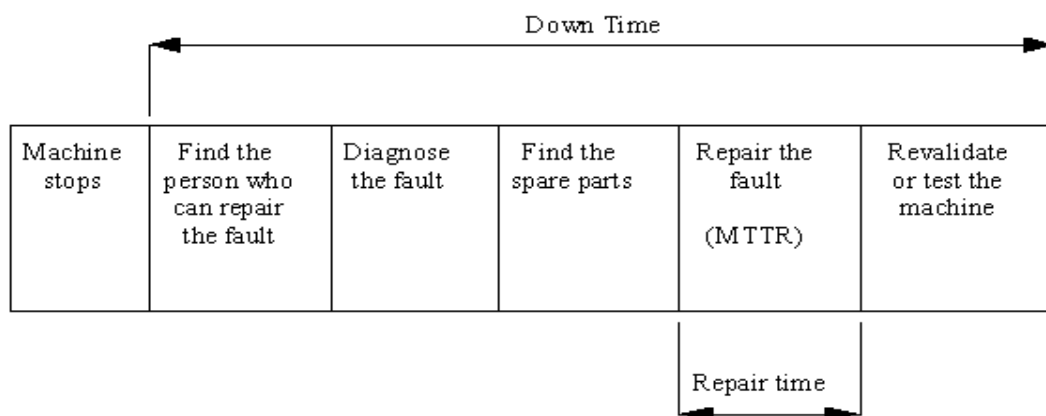 Down Time
Machine
stops
Find the
person who
can repair
the fault
Diagnose
the fault
Find the
spare parts
Repair the
fault
(MTTR)
Revalidate
or test the
machine
Repair time